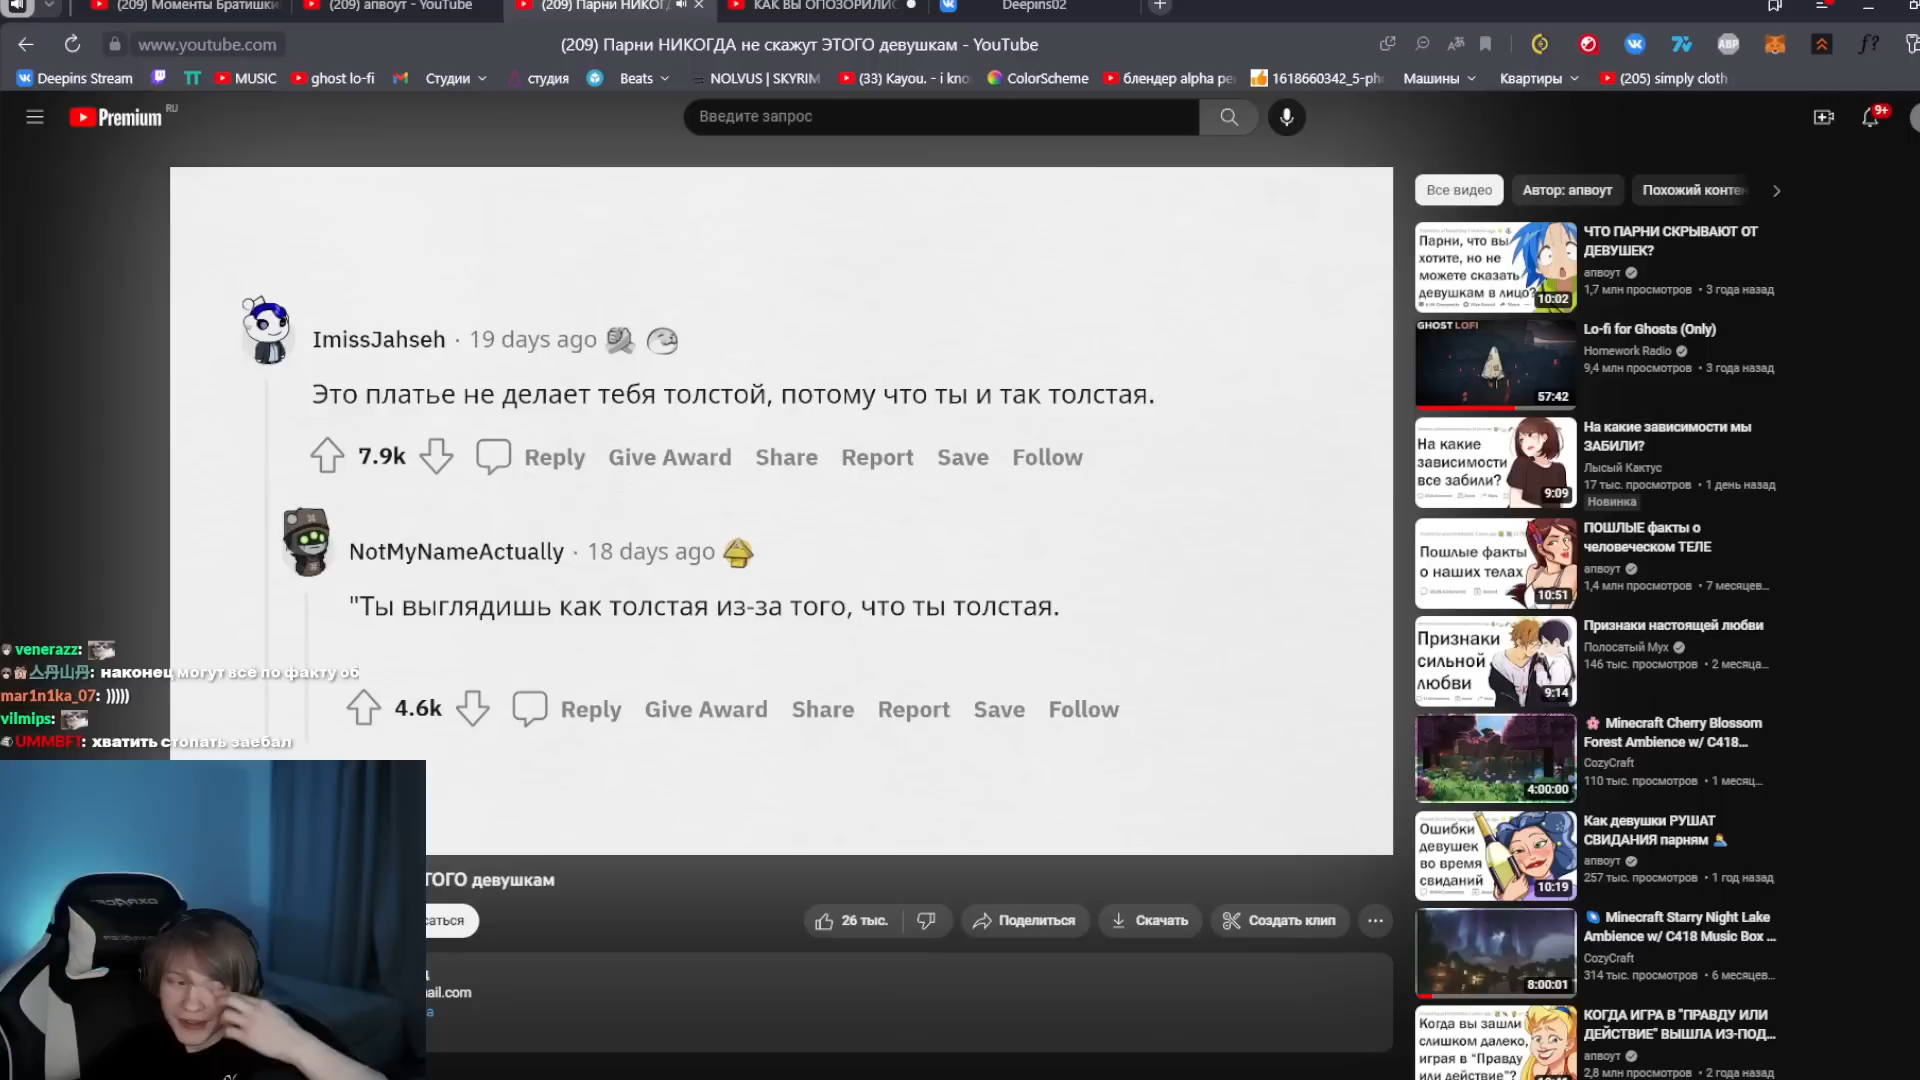 (209) Моменты Братишки
(209) апвоут - YouTube
(209) Парни НИКОГ
КАК ВЫ ОПОЗОРИЛИС
Deepins02
www.youtube.com
(209) Парни НИКОГДА не скажут ЭТОГО девушкам - YouTube
ABP
f?
Deepins Stream
MUSIC
ghost lo-fi
Студии
студия
Beats
NOLVUS | SKYRIM
(33) Kayou. - i kno
ColorScheme
блендер alpha pe
1618660342_5-ph
Машины
Квартиры
(205) simply cloth
Premium RU
Введите запрос
9+
ImissJahseh · 19 days ago
Это платье не делает тебя толстой, потому что ты и так толстая.
7.9k Reply Give Award Share Report Save Follow
NotMyNameActually · 18 days ago
"Ты выглядишь как толстая из-за того, что ты толстая.
4.6k Reply Give Award Share Report Save Follow
venerazz:
наконец могут всё по факту об
mar1n1ka_07: )))))
vilmips:
UMMBFT: хватить стопать заебал
ТОГО девушкам
саться
26 тыс.
Поделиться
Скачать
Создать клип
ail.com
Все видео
Автор: апвоут
Похожий контен
Парни, что вы
хотите, но не
можете сказать
девушкам в лицо?
10:02
ЧТО ПАРНИ СКРЫВАЮТ ОТ
ДЕВУШЕК?
апвоут
1,7 млн просмотров • 3 года назад
GHOST LOFI
57:42
Lo-fi for Ghosts (Only)
Homework Radio
9,4 млн просмотров • 3 года назад
На какие
зависимости
все забили?
9:09
На какие зависимости мы
ЗАБИЛИ?
Лысый Кактус
17 тыс. просмотров • 1 день назад
Новинка
Пошлые факты
о наших телах
10:51
ПОШЛЫЕ факты о
человеческом ТЕЛЕ
апвоут
1,4 млн просмотров • 7 месяцев...
Признаки
сильной
любви
9:14
Признаки настоящей любви
Полосатый Мух
146 тыс. просмотров • 2 месяца...
4:00:00
Minecraft Cherry Blossom
Forest Ambience w/ C418...
CozyCraft
110 тыс. просмотров • 1 месяц...
Ошибки
девушек
во время
свиданий
10:19
Как девушки РУШАТ
СВИДАНИЯ парням
апвоут
257 тыс. просмотров • 1 год назад
8:00:01
Minecraft Starry Night Lake
Ambience w/ C418 Music Box ...
CozyCraft
314 тыс. просмотров • 6 месяцев...
Когда вы зашли
слишком далеко,
играя в "Правду
или действие"?
КОГДА ИГРА В "ПРАВДУ ИЛИ
ДЕЙСТВИЕ" ВЫШЛА ИЗ-ПОД...
апвоут
2,8 млн просмотров • 2 года назад